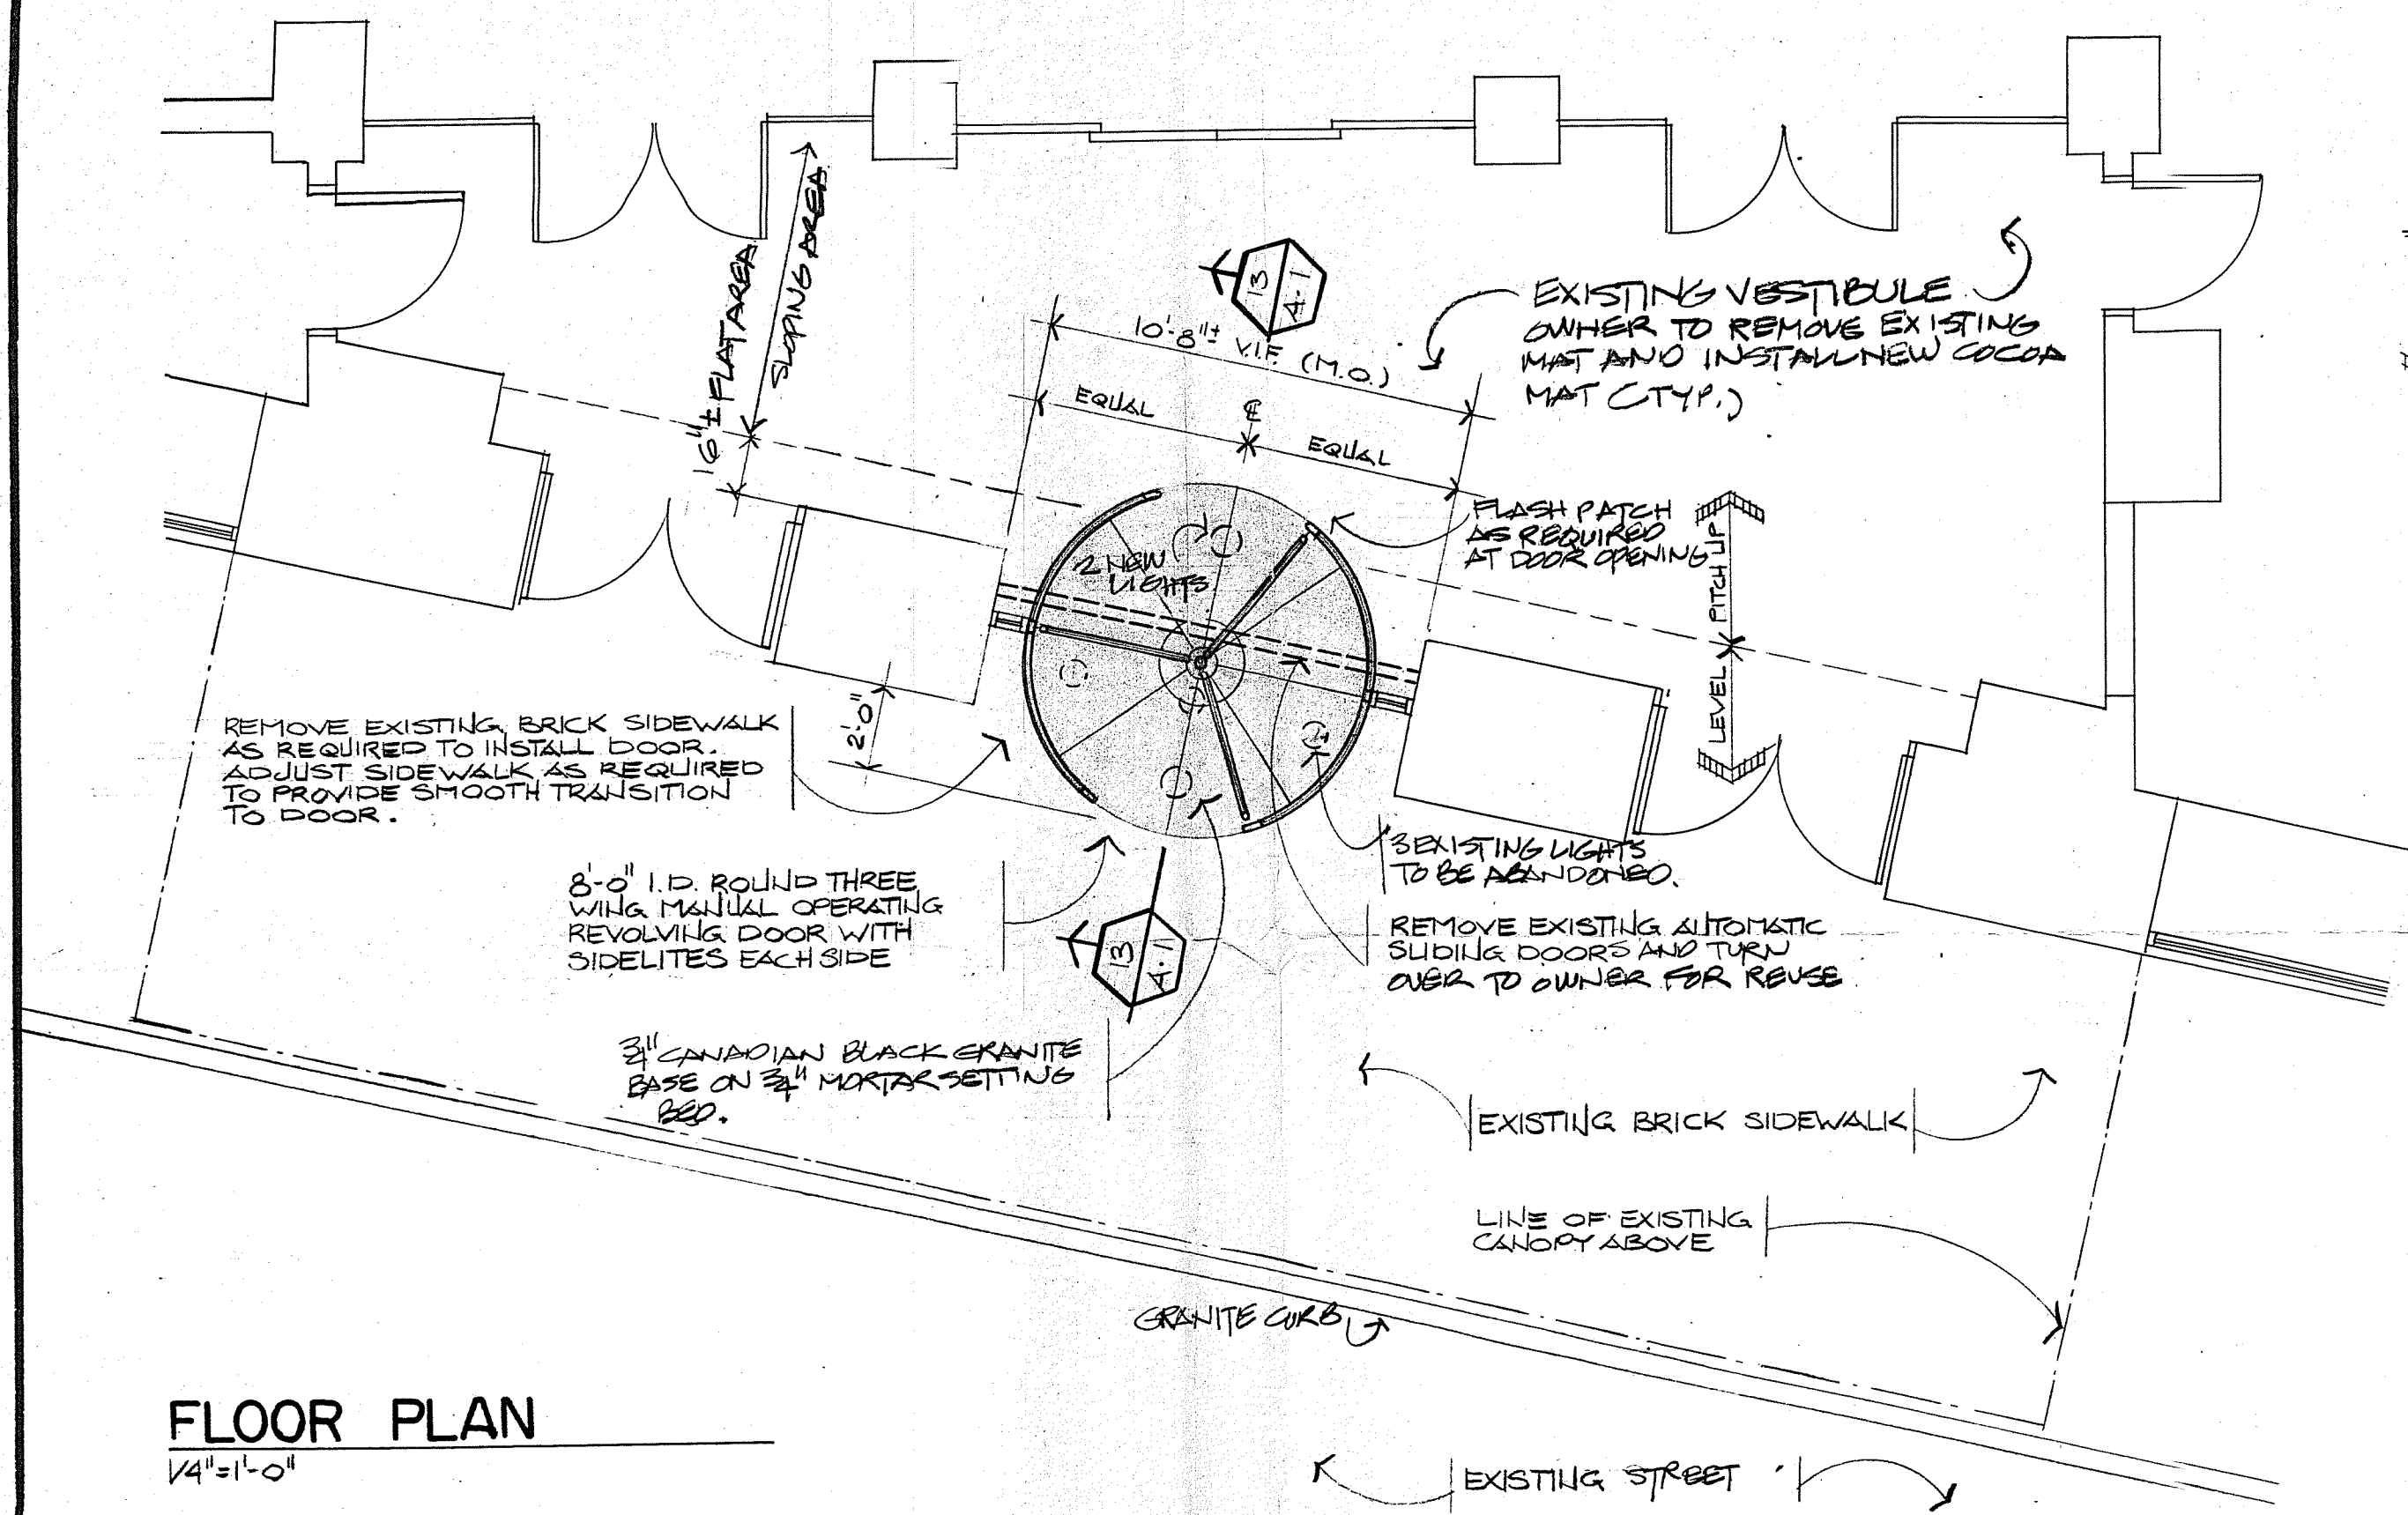 16"± FLAT AREA
SLOPING AREA
13
A-1
10'-8"± V.I.F. (M.O.)
EQUAL
℄
EQUAL
EXISTING VESTIBULE
OWNER TO REMOVE EXISTING
MAT AND INSTALL NEW COCOA
MAT (TYP.)
FLASH PATCH
AS REQUIRED
AT DOOR OPENING
PITCH UP
LEVEL
2 NEW
LIGHTS
2'-0"
REMOVE EXISTING BRICK SIDEWALK
AS REQUIRED TO INSTALL DOOR.
ADJUST SIDEWALK AS REQUIRED
TO PROVIDE SMOOTH TRANSITION
TO DOOR.
8'-0" I.D. ROUND THREE
WING MANUAL OPERATING
REVOLVING DOOR WITH
SIDELITES EACH SIDE
13
A-1
3 EXISTING LIGHTS
TO BE ABANDONED.
REMOVE EXISTING AUTOMATIC
SLIDING DOORS AND TURN
OVER TO OWNER FOR REUSE
3/4" CANADIAN BLACK GRANITE
BASE ON 3/4" MORTAR SETTING
BED.
EXISTING BRICK SIDEWALK
LINE OF EXISTING
CANOPY ABOVE
GRANITE CURB
FLOOR PLAN
1/4"=1'-0"
EXISTING STREET